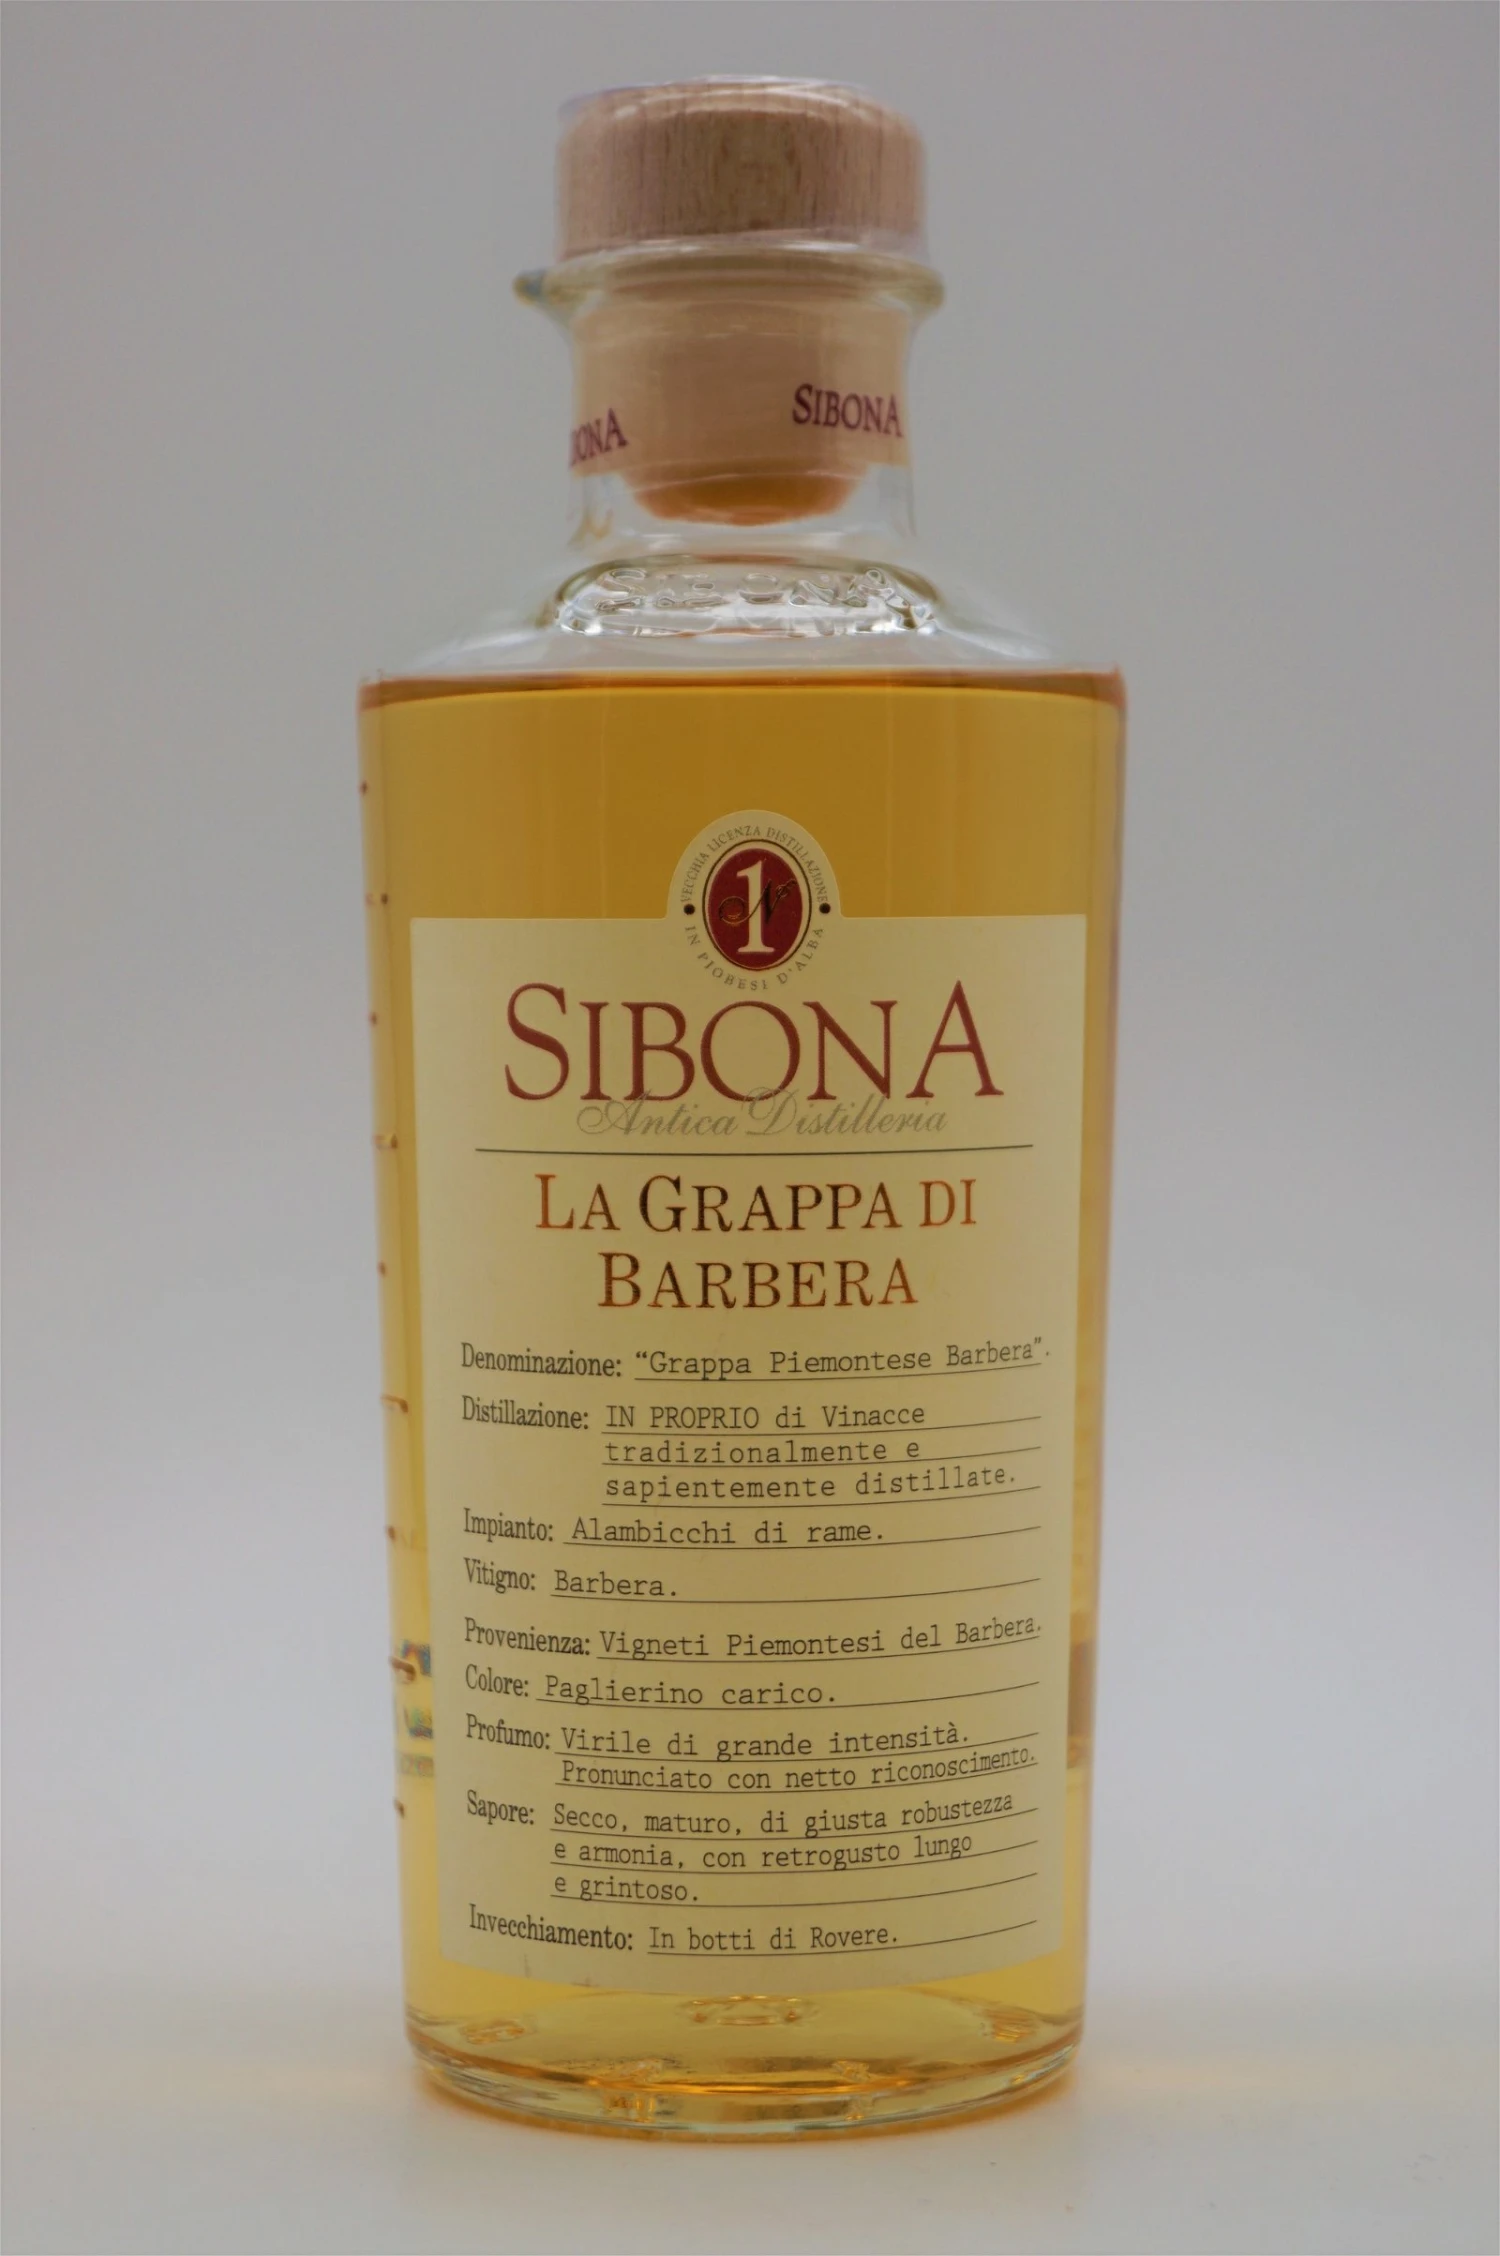 SIBONA
SIBONA
VECCHIA LICENZA DISTILLAZIONE
N 1
IN PIOBESI D'ALBA
SIBONA
Antica Distilleria
LA GRAPPA DI
BARBERA
Denominazione: “Grappa Piemontese Barbera”.
Distillazione: IN PROPRIO di Vinacce
tradizionalmente e
sapientemente distillate.
Impianto: Alambicchi di rame.
Vitigno: Barbera.
Provenienza: Vigneti Piemontesi del Barbera.
Colore: Paglierino carico.
Profumo: Virile di grande intensità.
Pronunciato con netto riconoscimento.
Sapore: Secco, maturo, di giusta robustezza
e armonia, con retrogusto lungo
e grintoso.
Invecchiamento: In botti di Rovere.